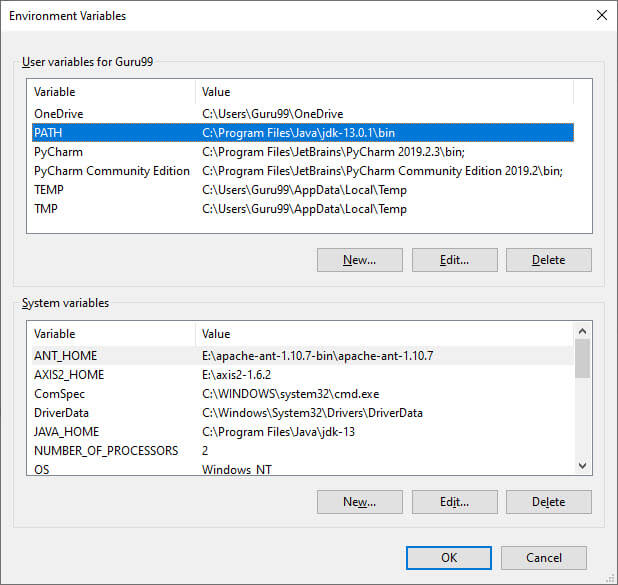 Environment Variables
User variables for Guru99
Variable Value
OneDrive C:\Users\Guru99\OneDrive
PATH C:\Program Files\Java\jdk-13.0.1\bin
PyCharm C:\Program Files\JetBrains\PyCharm 2019.2.3\bin;
PyCharm Community Edition C:\Program Files\JetBrains\PyCharm Community Edition 2019.2\bin;
TEMP C:\Users\Guru99\AppData\Local\Temp
TMP C:\Users\Guru99\AppData\Local\Temp
New... Edit... Delete
System variables
Variable Value
ANT_HOME E:\apache-ant-1.10.7-bin\apache-ant-1.10.7
AXIS2_HOME E:\axis2-1.6.2
ComSpec C:\WINDOWS\system32\cmd.exe
DriverData C:\Windows\System32\Drivers\DriverData
JAVA_HOME C:\Program Files\Java\jdk-13
NUMBER_OF_PROCESSORS 2
OS Windows_NT
New... Edit... Delete
OK Cancel